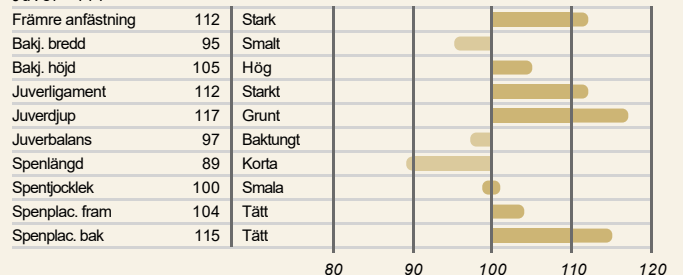 Främre anfästning 112 Stark
Bakj. bredd 95 Smalt
Bakj. höjd 105 Hög
Juverligament 112 Starkt
Juverdjup 117 Grunt
Juverbalans 97 Baktungt
Spenlängd 89 Korta
Spentjocklek 100 Smala
Spenplac. fram 104 Tätt
Spenplac. bak 115 Tätt
80 90 100 110 120